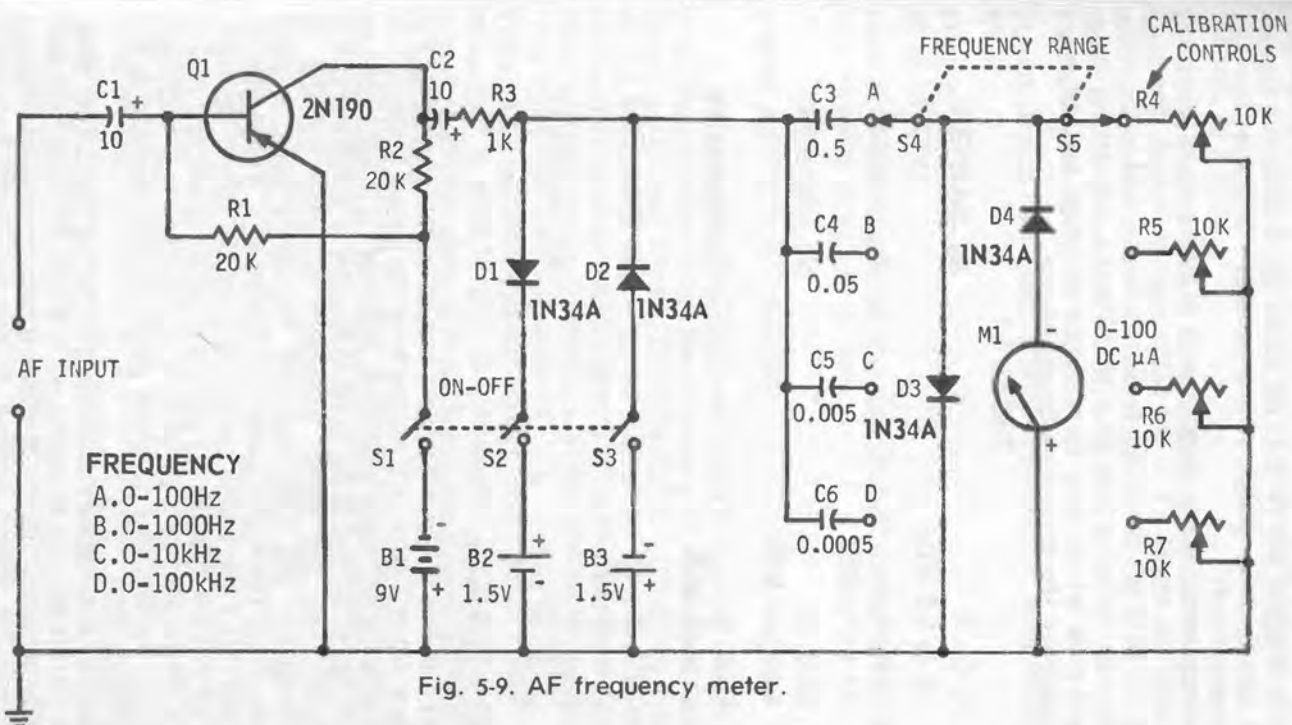 CALIBRATION
CONTROLS
FREQUENCY RANGE
Q1
2N190
C1
+
10
C2
10
+
R3
1K
C3
0.5
A
S4
S5
R4
10K
R2
20K
R1
20K
D1
1N34A
D2
1N34A
C4
0.05
B
D4
1N34A
R5
10K
AF INPUT
ON-OFF
S1
S2
S3
C5
0.005
C
D3
1N34A
M1
-
+
0-100
DC µA
R6
10K
FREQUENCY
A.0-100Hz
B.0-1000Hz
C.0-10kHz
D.0-100kHz
B1
9V
-
+
B2
1.5V
+
-
B3
1.5V
-
+
C6
0.0005
D
R7
10K
Fig. 5-9. AF frequency meter.